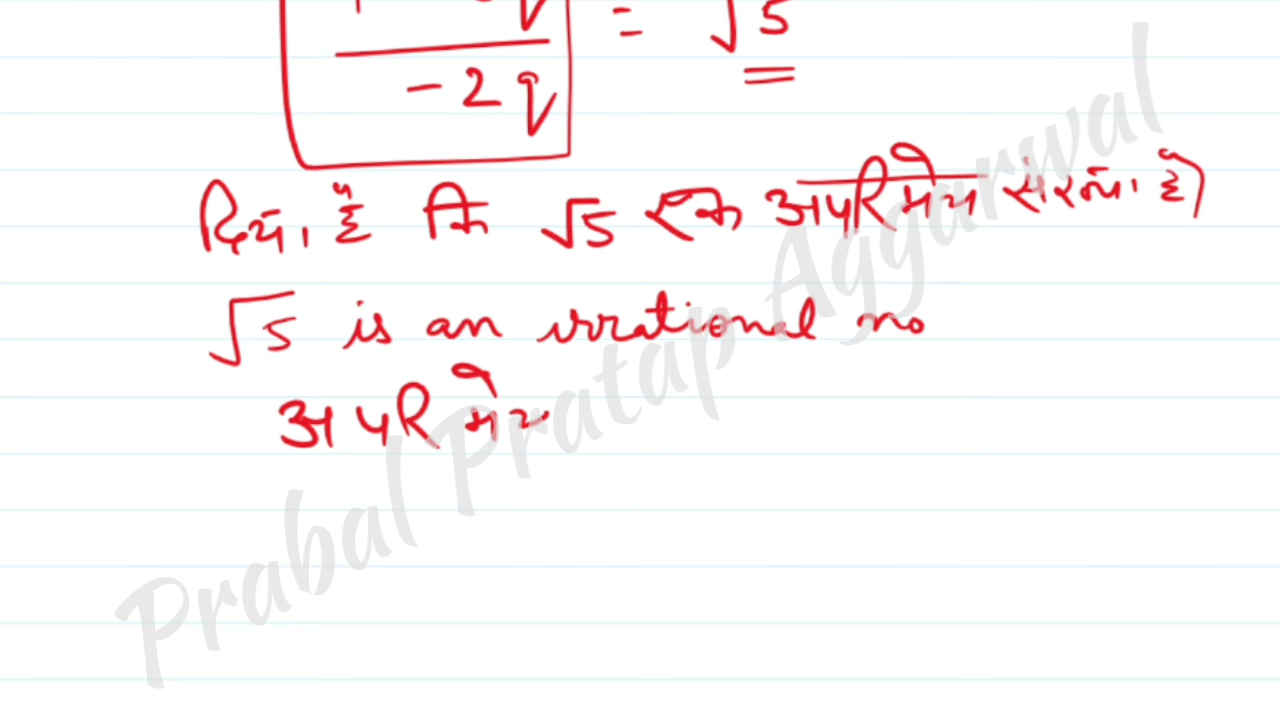 = √5
- 2q
दिया है कि √5 एक अपरिमेय संख्या है।
√5 is an irrational no
अपरिमेय
Prabal Pratap Aggarwal